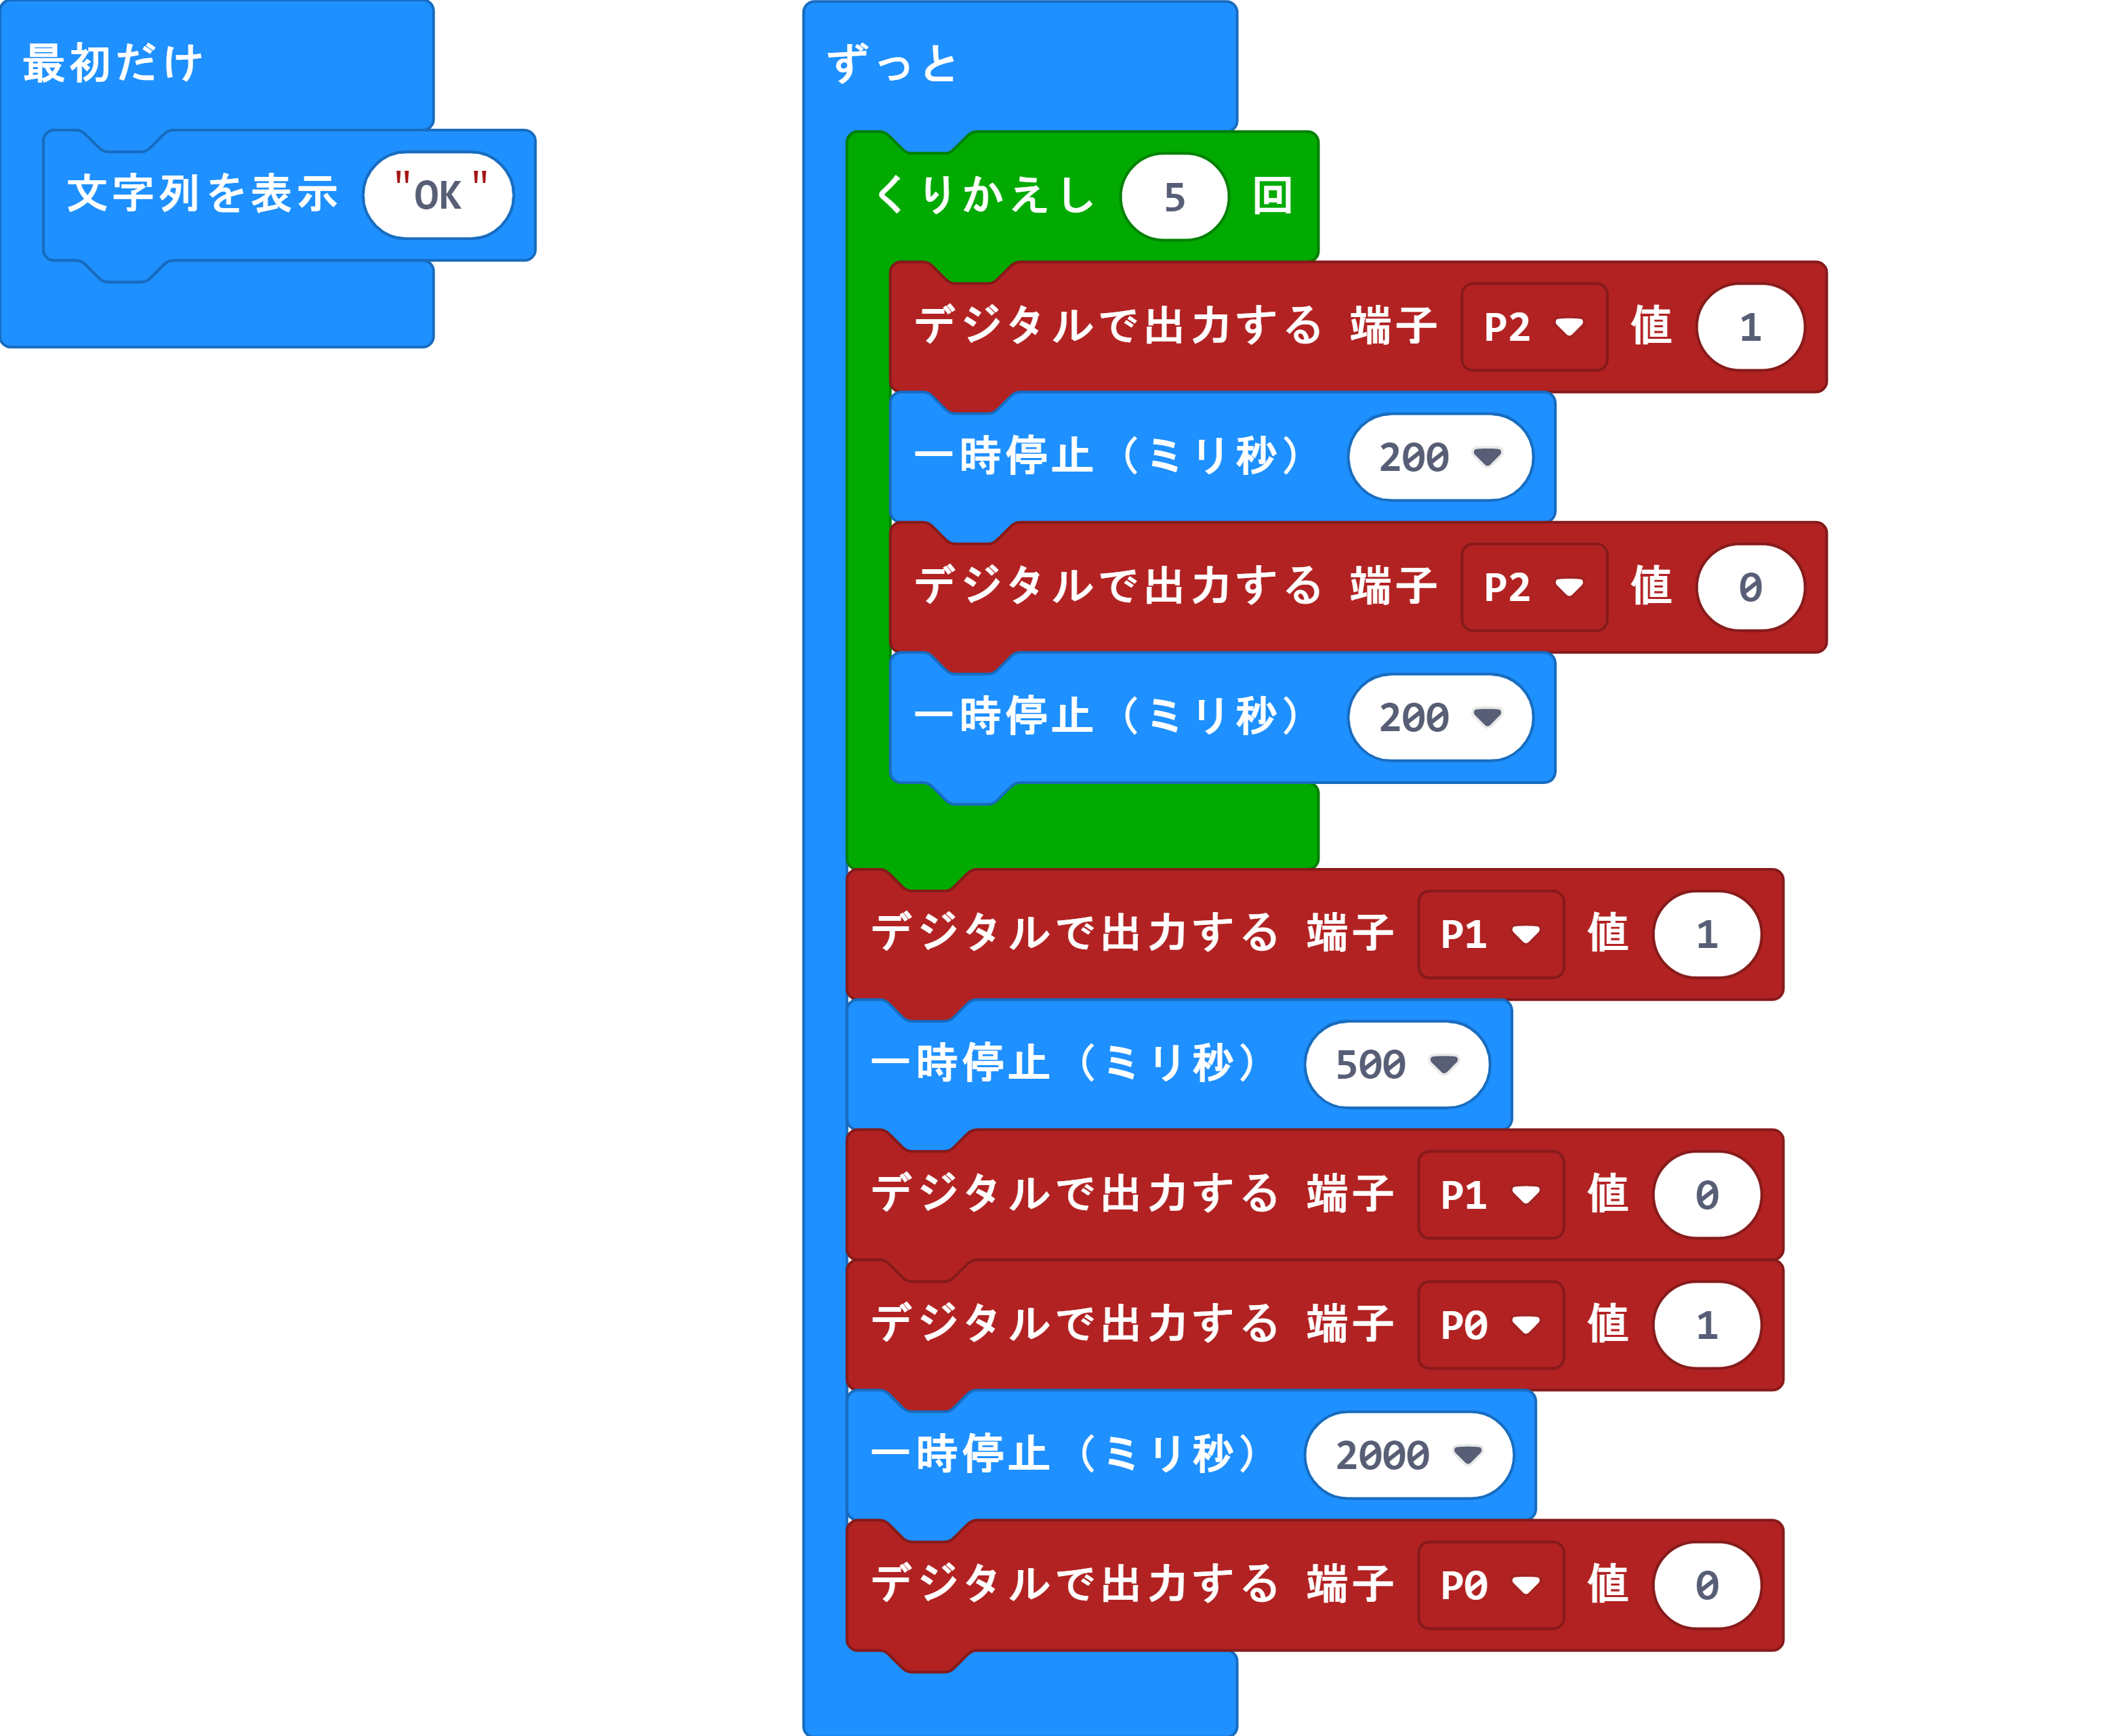 最初だけ
文字列を表示 "OK"
ずっと
くりかえし 5 回
デジタルで出力する 端子 P2 値 1
一時停止（ミリ秒） 200
デジタルで出力する 端子 P2 値 0
一時停止（ミリ秒） 200
デジタルで出力する 端子 P1 値 1
一時停止（ミリ秒） 500
デジタルで出力する 端子 P1 値 0
デジタルで出力する 端子 P0 値 1
一時停止（ミリ秒） 2000
デジタルで出力する 端子 P0 値 0